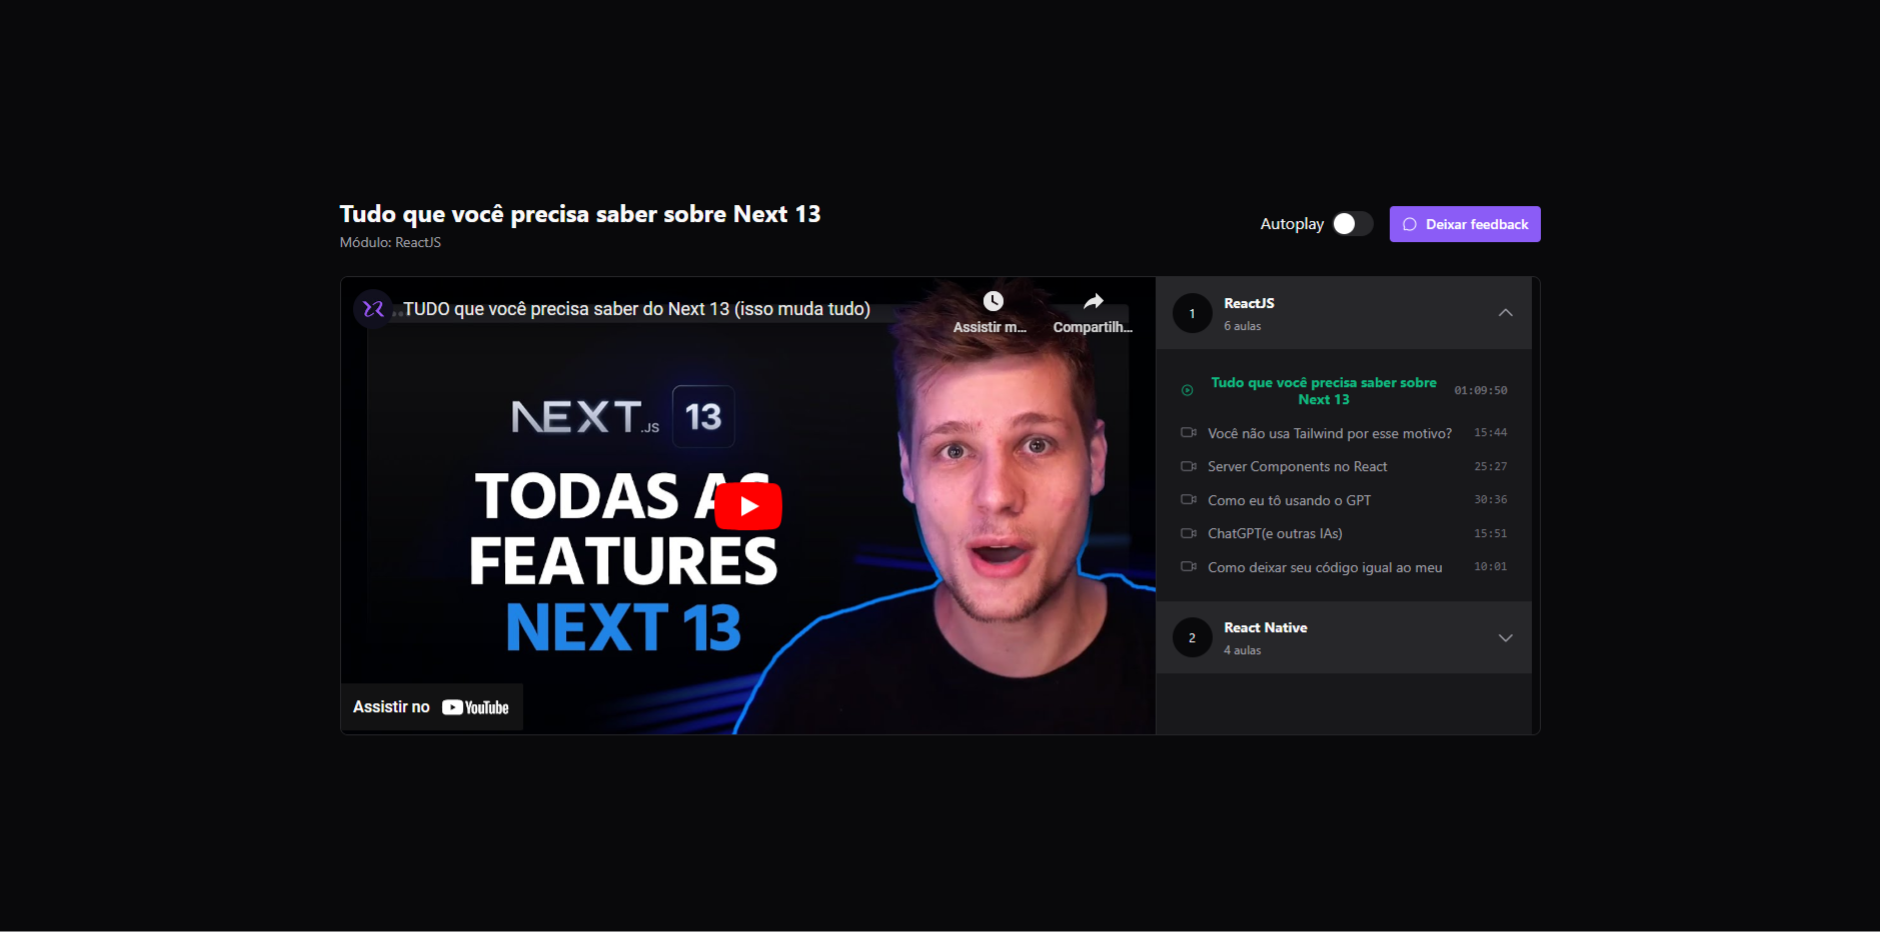 Tudo que você precisa saber sobre Next 13
Módulo: ReactJS
Autoplay
Deixar feedback
TUDO que você precisa saber do Next 13 (isso muda tudo)
Assistir m...
Compartilh...
NEXT.JS 13
TODAS AS
FEATURES
NEXT 13
Assistir no YouTube
1
ReactJS
6 aulas
Tudo que você precisa saber sobre
Next 13
01:09:50
Você não usa Tailwind por esse motivo? 15:44
Server Components no React 25:27
Como eu tô usando o GPT 30:36
ChatGPT(e outras IAs) 15:51
Como deixar seu código igual ao meu 10:01
2
React Native
4 aulas